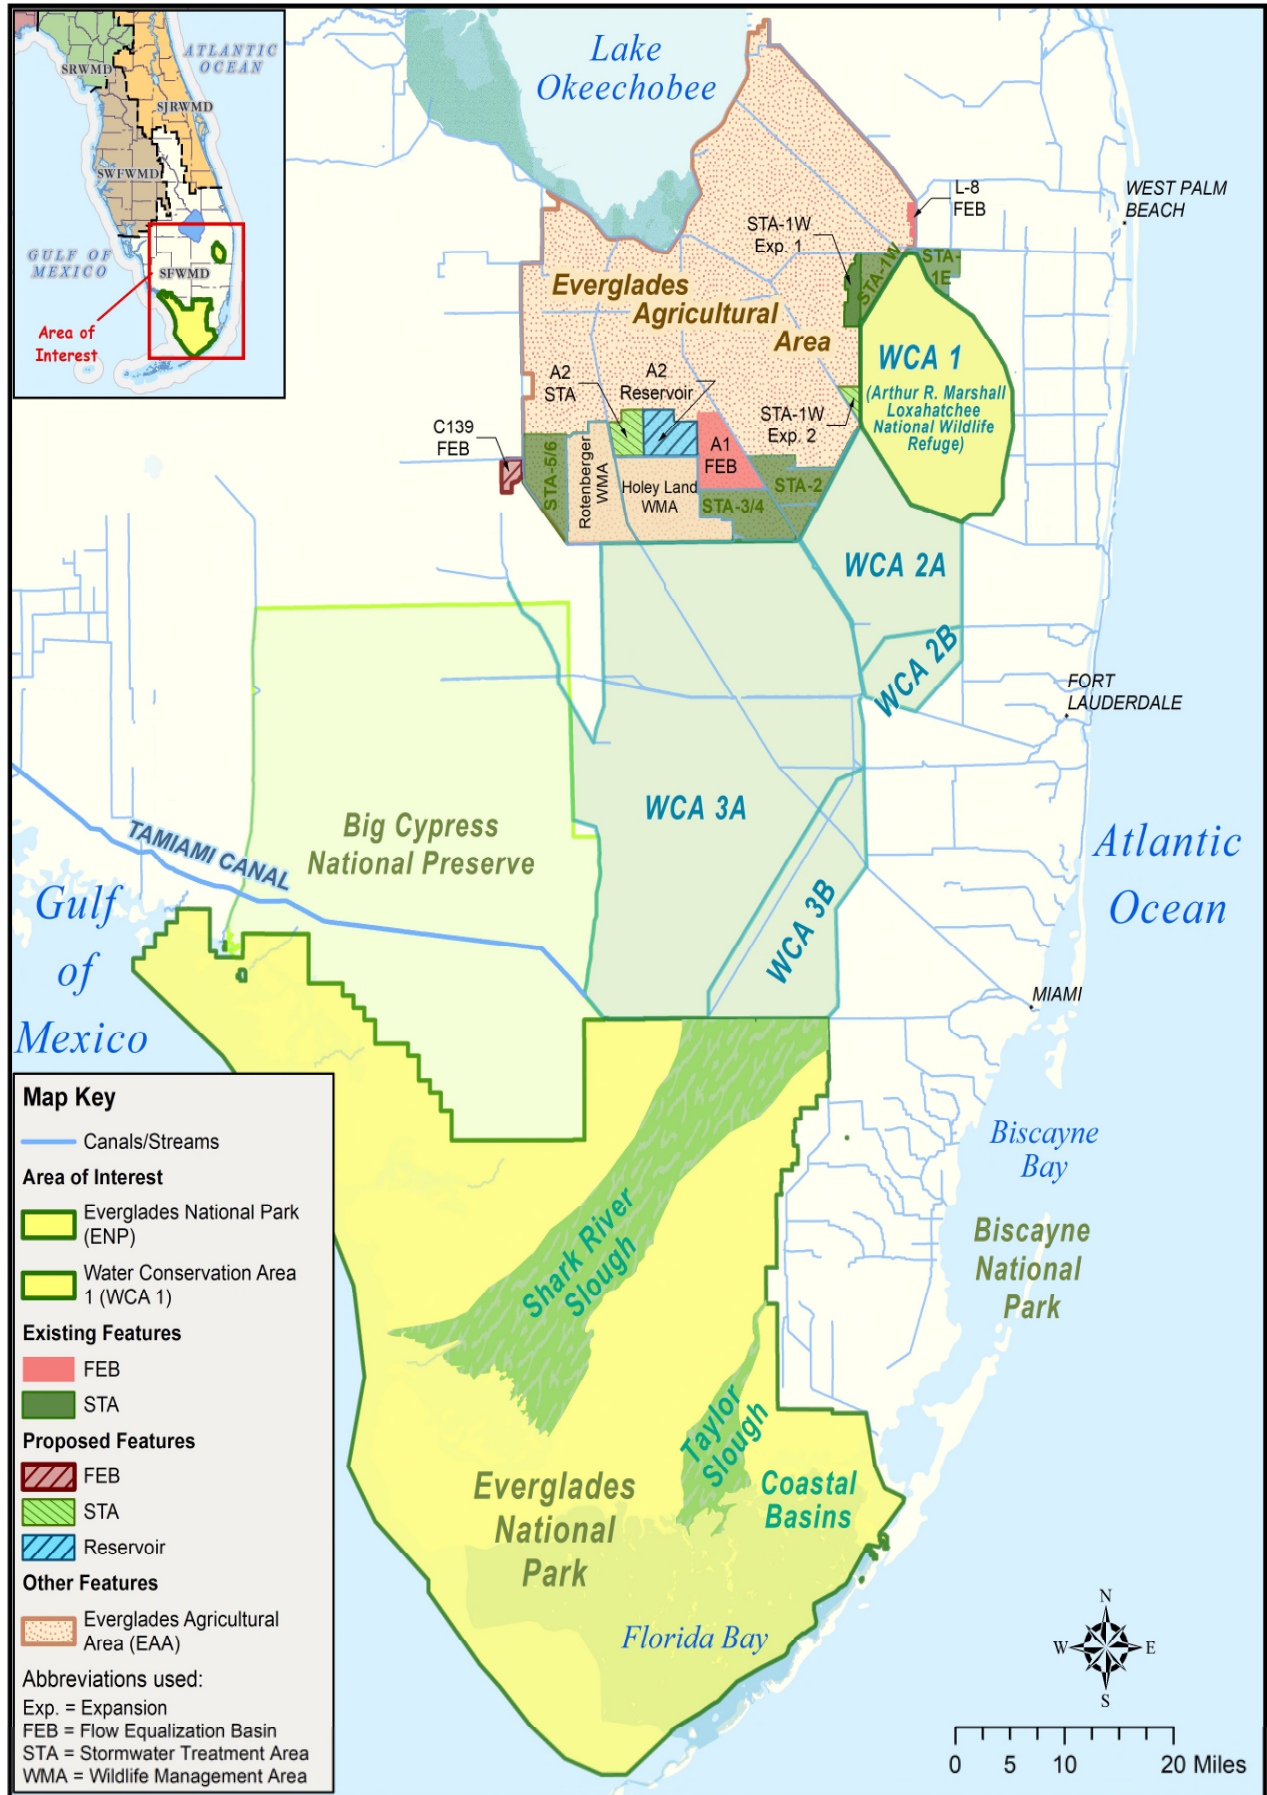 ATLANTIC
OCEAN
SRWMD
SJRWMD
SWFWMD
GULF OF
MEXICO
SFWMD
Area of
Interest
Lake
Okeechobee
WEST PALM
BEACH
L-8
FEB
STA-1W
Exp. 1
STA-1W
STA-
1E
Everglades
Agricultural
Area
WCA 1
(Arthur R. Marshall
Loxahatchee
National Wildlife
Refuge)
A2
STA
A2
Reservoir
STA-1W
Exp. 2
C139
FEB
STA-5/6
Rotenberger
WMA
Holey Land
WMA
A1
FEB
STA-2
STA-3/4
WCA 2A
WCA 2B
FORT
LAUDERDALE
WCA 3A
Big Cypress
National Preserve
TAMIAMI CANAL
WCA 3B
Atlantic
Ocean
Gulf
of
Mexico
MIAMI
Biscayne
Bay
Biscayne
National
Park
Shark River
Slough
Taylor
Slough
Coastal
Basins
Everglades
National
Park
Florida Bay
Map Key
Canals/Streams
Area of Interest
Everglades National Park
(ENP)
Water Conservation Area
1 (WCA 1)
Existing Features
FEB
STA
Proposed Features
FEB
STA
Reservoir
Other Features
Everglades Agricultural
Area (EAA)
Abbreviations used:
Exp. = Expansion
FEB = Flow Equalization Basin
STA = Stormwater Treatment Area
WMA = Wildlife Management Area
N
W E
S
0 5 10 20 Miles